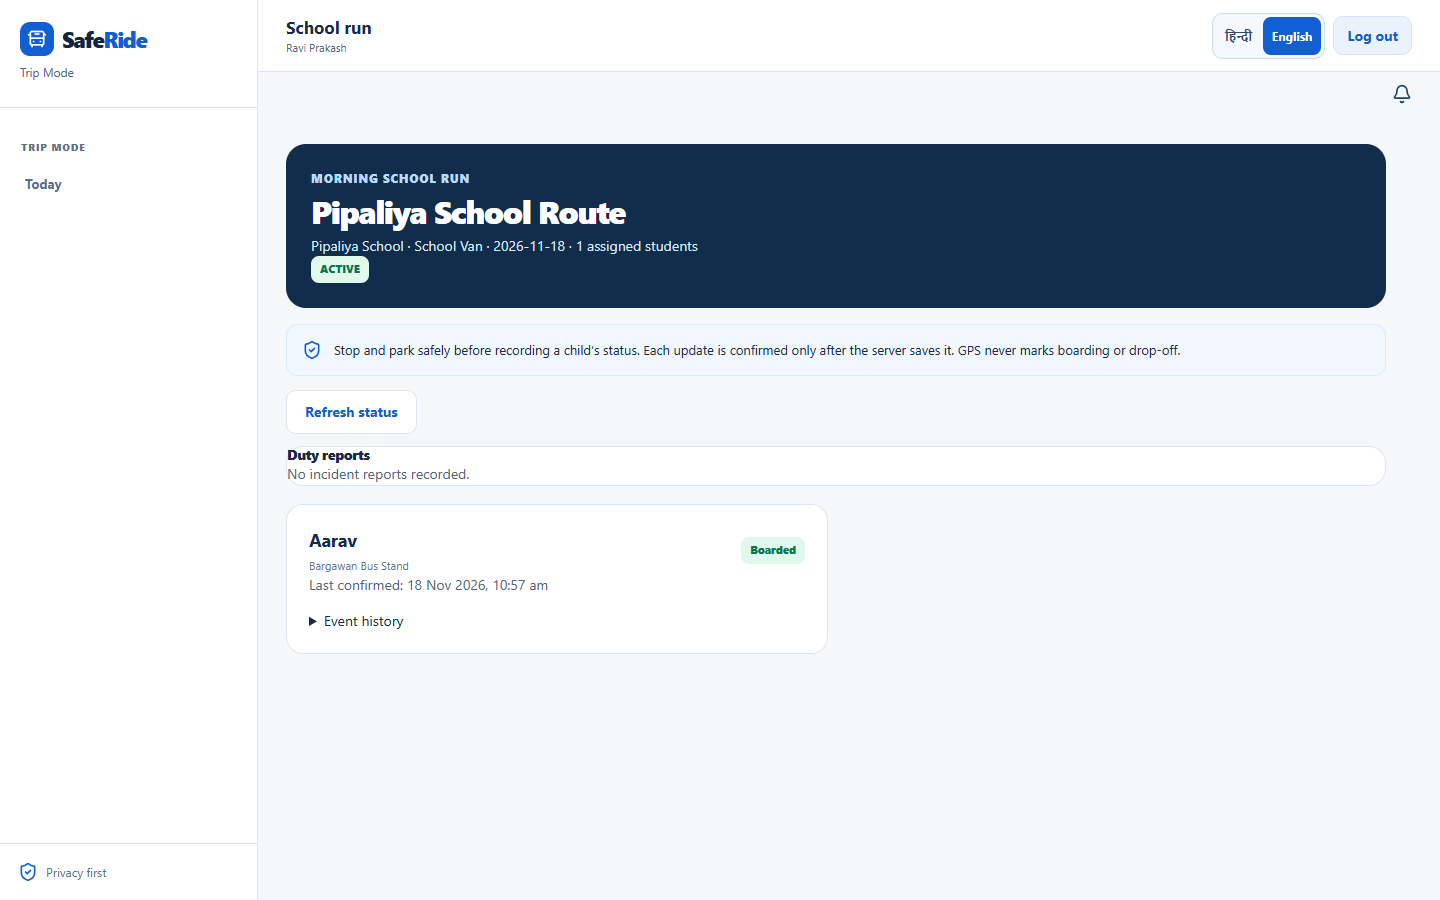 SafeRide
Trip Mode
TRIP MODE
Today
Privacy first
School run
Ravi Prakash
हिन्दी English Log out
MORNING SCHOOL RUN
Pipaliya School Route
Pipaliya School · School Van · 2026-11-18 · 1 assigned students
ACTIVE
Stop and park safely before recording a child's status. Each update is confirmed only after the server saves it. GPS never marks boarding or drop-off.
Refresh status
Duty reports
No incident reports recorded.
Aarav
Boarded
Bargawan Bus Stand
Last confirmed: 18 Nov 2026, 10:57 am
Event history